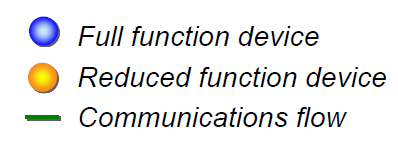 Full function device
Reduced function device
Communications flow